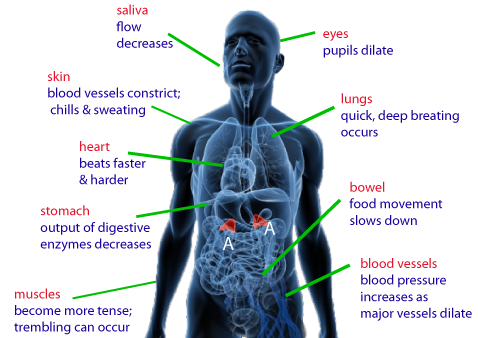 saliva
flow
decreases
eyes
pupils dilate
skin
blood vessels constrict;
chills & sweating
lungs
quick, deep breating
occurs
heart
beats faster
& harder
bowel
food movement
slows down
stomach
output of digestive
enzymes decreases
A
A
blood vessels
blood pressure
increases as
major vessels dilate
muscles
become more tense;
trembling can occur